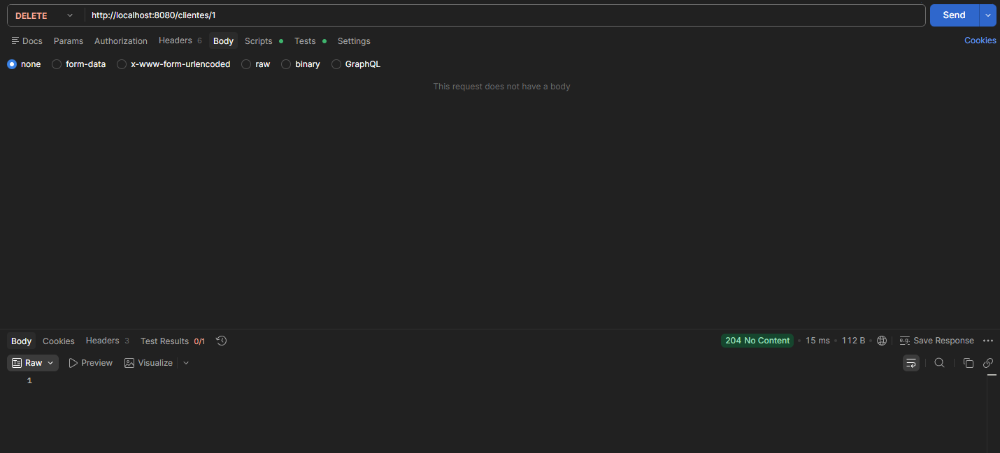 DELETE http://localhost:8080/clientes/1 Send
Docs Params Authorization Headers 6 Body Scripts Tests Settings Cookies
none form-data x-www-form-urlencoded raw binary GraphQL
This request does not have a body
Body Cookies Headers 3 Test Results 0/1 204 No Content 15 ms 112 B e.g. Save Response
Raw Preview Visualize
1